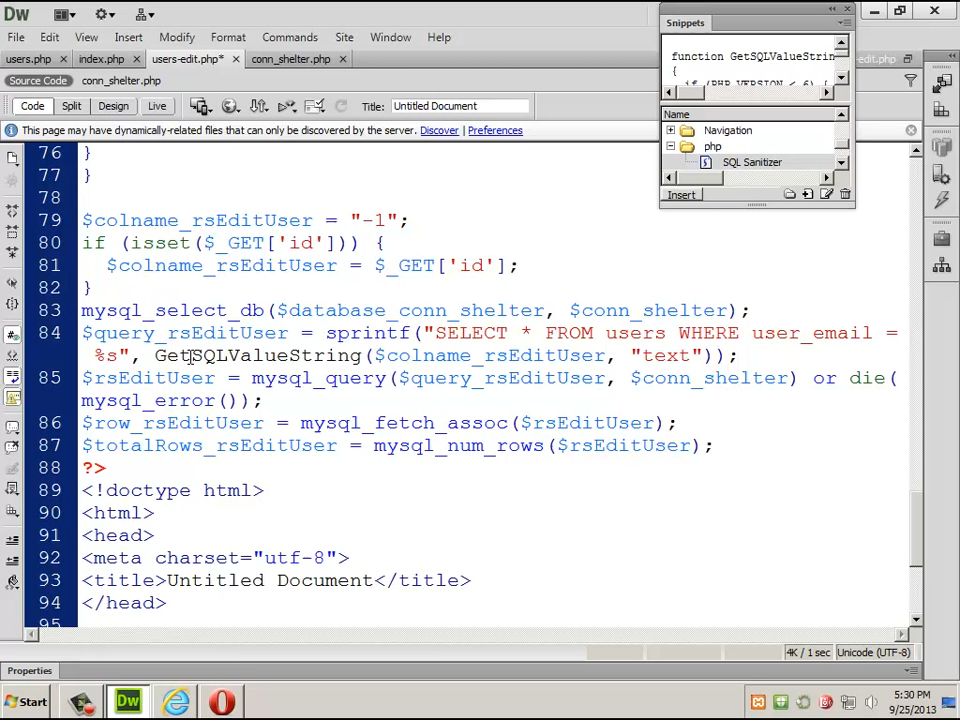 Dw
File Edit View Insert Modify Format Commands Site Window Help
users.php × index.php × users-edit.php* × conn_shelter.php ×
Source Code conn_shelter.php
Code Split Design Live Title: Untitled Document
This page may have dynamically-related files that can only be discovered by the server. Discover | Preferences
Snippets
function GetSQLValueStrin
{
if (PHP_VERSION < 6) {
Name
Navigation
php
SQL Sanitizer
Insert
76 }
77 }
78
79 $colname_rsEditUser = "-1";
80 if (isset($_GET['id'])) {
81 $colname_rsEditUser = $_GET['id'];
82 }
83 mysql_select_db($database_conn_shelter, $conn_shelter);
84 $query_rsEditUser = sprintf("SELECT * FROM users WHERE user_email =
%s", GetSQLValueString($colname_rsEditUser, "text"));
85 $rsEditUser = mysql_query($query_rsEditUser, $conn_shelter) or die(
mysql_error());
86 $row_rsEditUser = mysql_fetch_assoc($rsEditUser);
87 $totalRows_rsEditUser = mysql_num_rows($rsEditUser);
88 ?>
89 <!doctype html>
90 <html>
91 <head>
92 <meta charset="utf-8">
93 <title>Untitled Document</title>
94 </head>
4K / 1 sec Unicode (UTF-8)
Properties
Start Dw 5:30 PM
9/25/2013